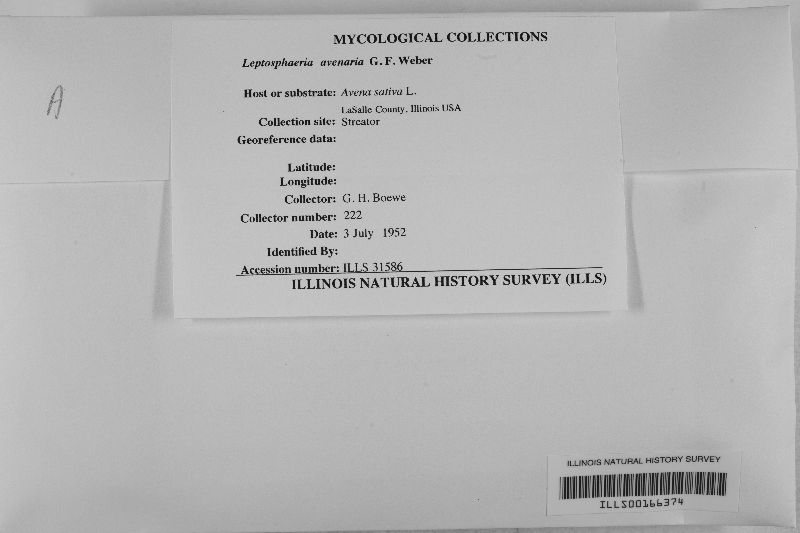 MYCOLOGICAL COLLECTIONS
Leptosphaeria avenaria G. F. Weber
A
Host or substrate: Avena sativa L.
LaSalle County, Illinois USA
Collection site: Streator
Georeference data:
Latitude:
Longitude:
Collector: G. H. Boewe
Collector number: 222
Date: 3 July 1952
Identified By:
Accession number: ILLS 31586
ILLINOIS NATURAL HISTORY SURVEY (ILLS)
ILLINOIS NATURAL HISTORY SURVEY
ILLS00166374